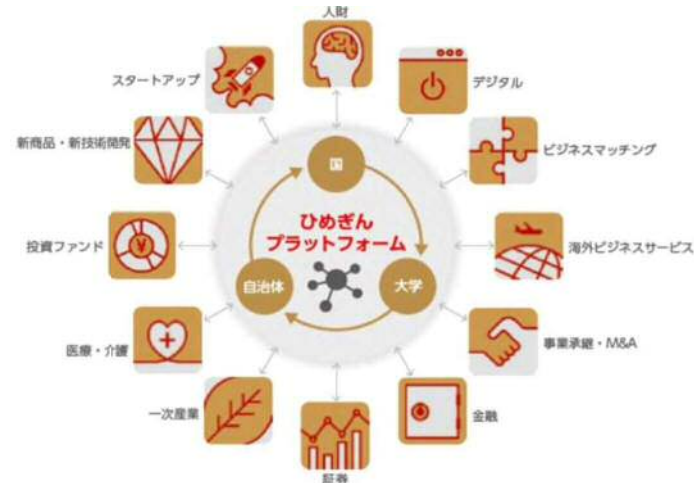 人財
スタートアップ
デジタル
新商品・新技術開発
ビジネスマッチング
国
ひめぎん
プラットフォーム
投資ファンド
¥
海外ビジネスサービス
自治体
大学
医療・介護
事業承継・M&A
一次産業
金融
証券